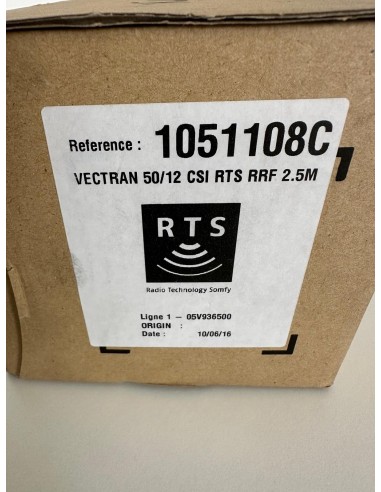 Reference : 1051108C
VECTRAN 50/12 CSI RTS RRF 2.5M
RTS
Radio Technology Somfy
Ligne 1 – 05V936500
ORIGIN :
Date : 10/06/16